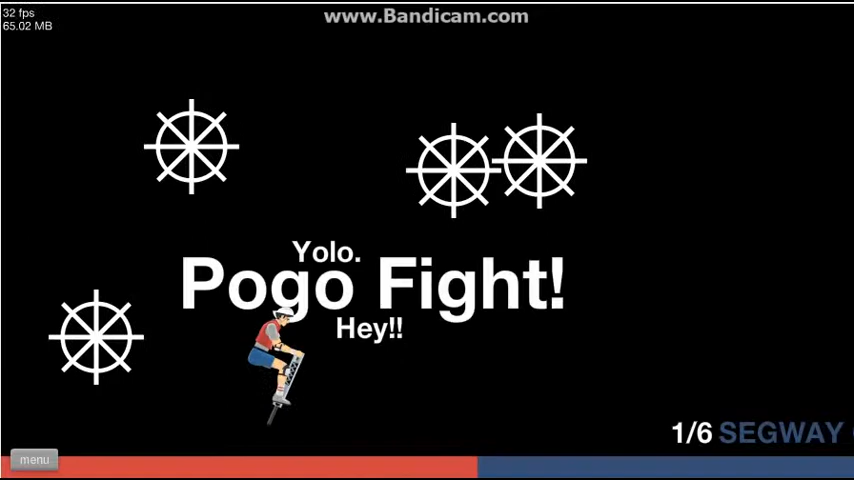 32 fps
65.02 MB
www.Bandicam.com
Yolo.
Pogo Fight!
Hey!!
1/6 SEGWAY
menu